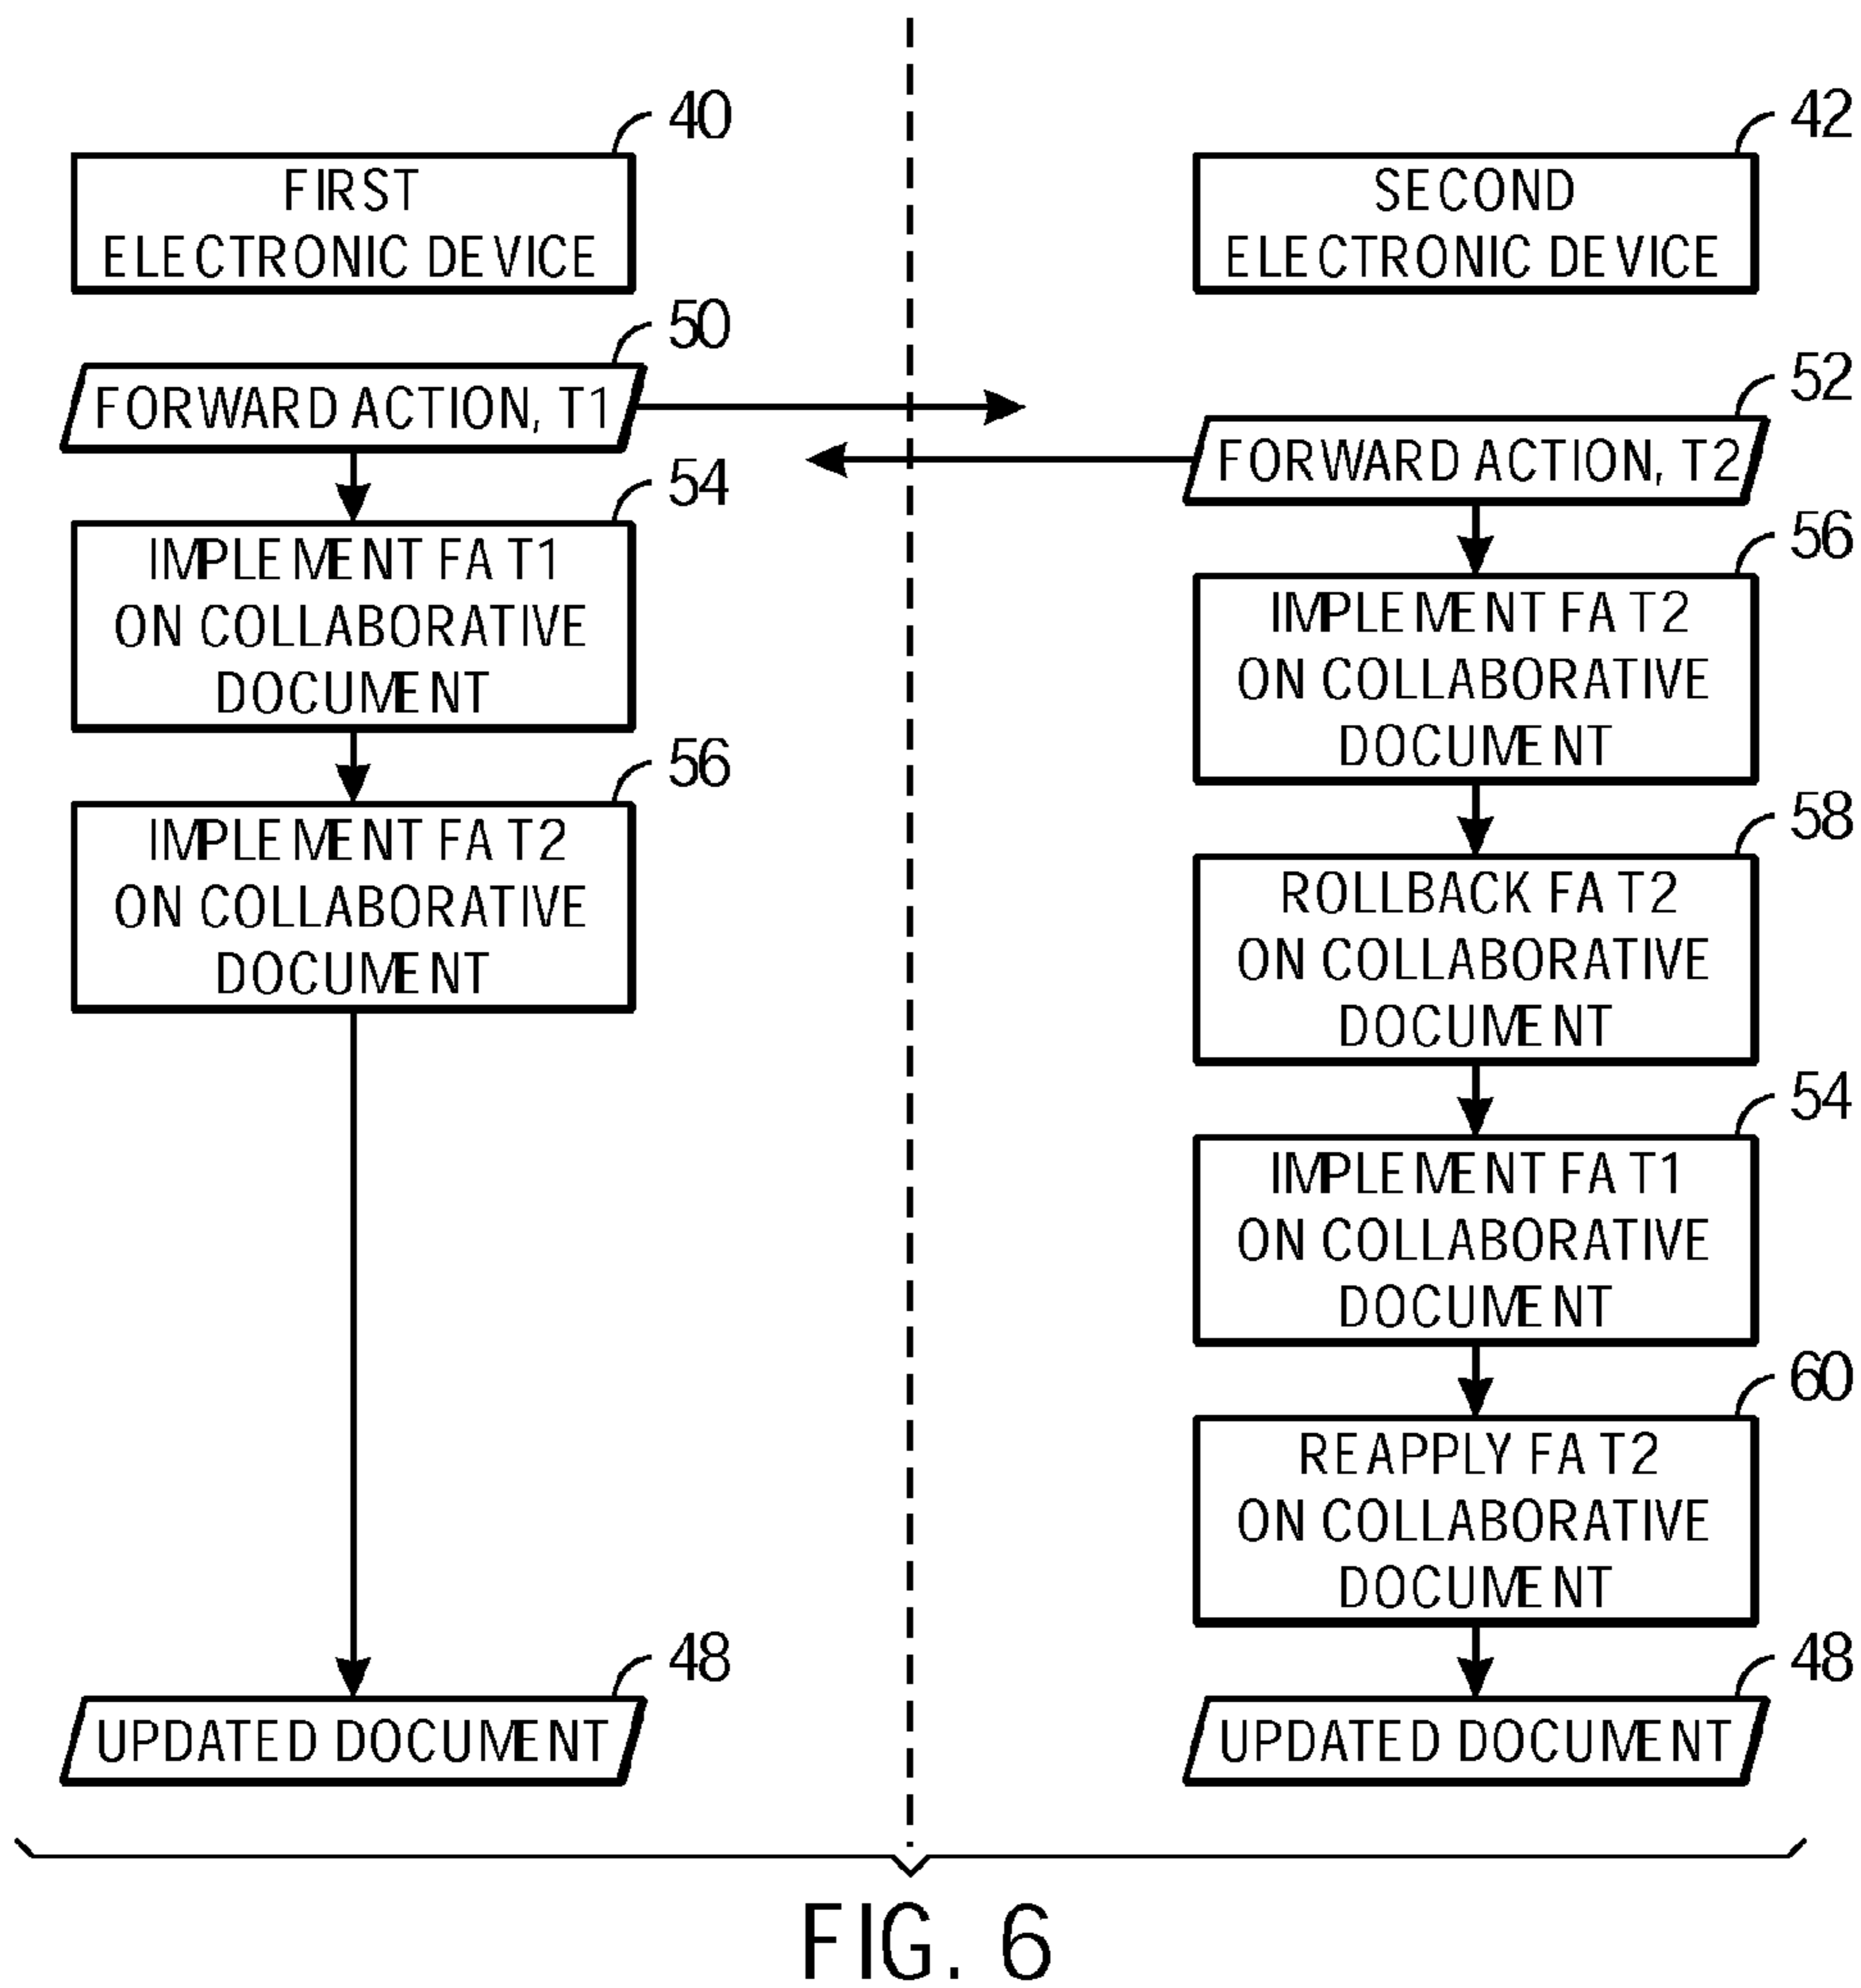 40
FIRST
ELECTRONIC DEVICE
50
FORWARD ACTION, T1
54
IMPLEMENT FA T1
ON COLLABORATIVE
DOCUMENT
56
IMPLEMENT FA T2
ON COLLABORATIVE
DOCUMENT
48
UPDATED DOCUMENT
42
SECOND
ELECTRONIC DEVICE
52
FORWARD ACTION, T2
56
IMPLEMENT FA T2
ON COLLABORATIVE
DOCUMENT
58
ROLLBACK FA T2
ON COLLABORATIVE
DOCUMENT
54
IMPLEMENT FA T1
ON COLLABORATIVE
DOCUMENT
60
REAPPLY FA T2
ON COLLABORATIVE
DOCUMENT
48
UPDATED DOCUMENT
FIG. 6